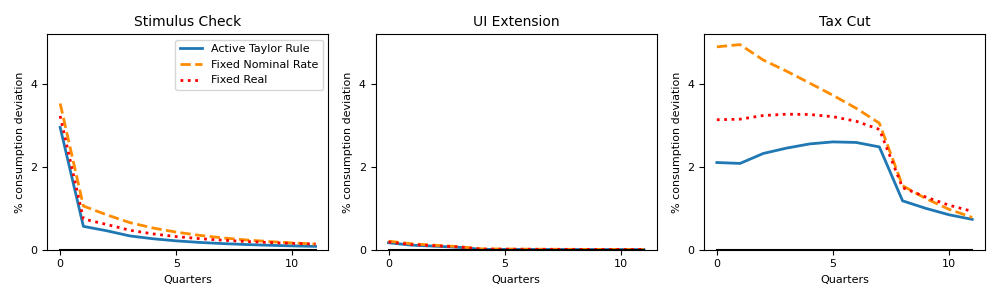 Stimulus Check
UI Extension
Tax Cut
% consumption deviation
4
2
0
Active Taylor Rule
Fixed Nominal Rate
Fixed Real
0
5
10
Quarters
% consumption deviation
4
2
0
0
5
10
Quarters
% consumption deviation
4
2
0
0
5
10
Quarters